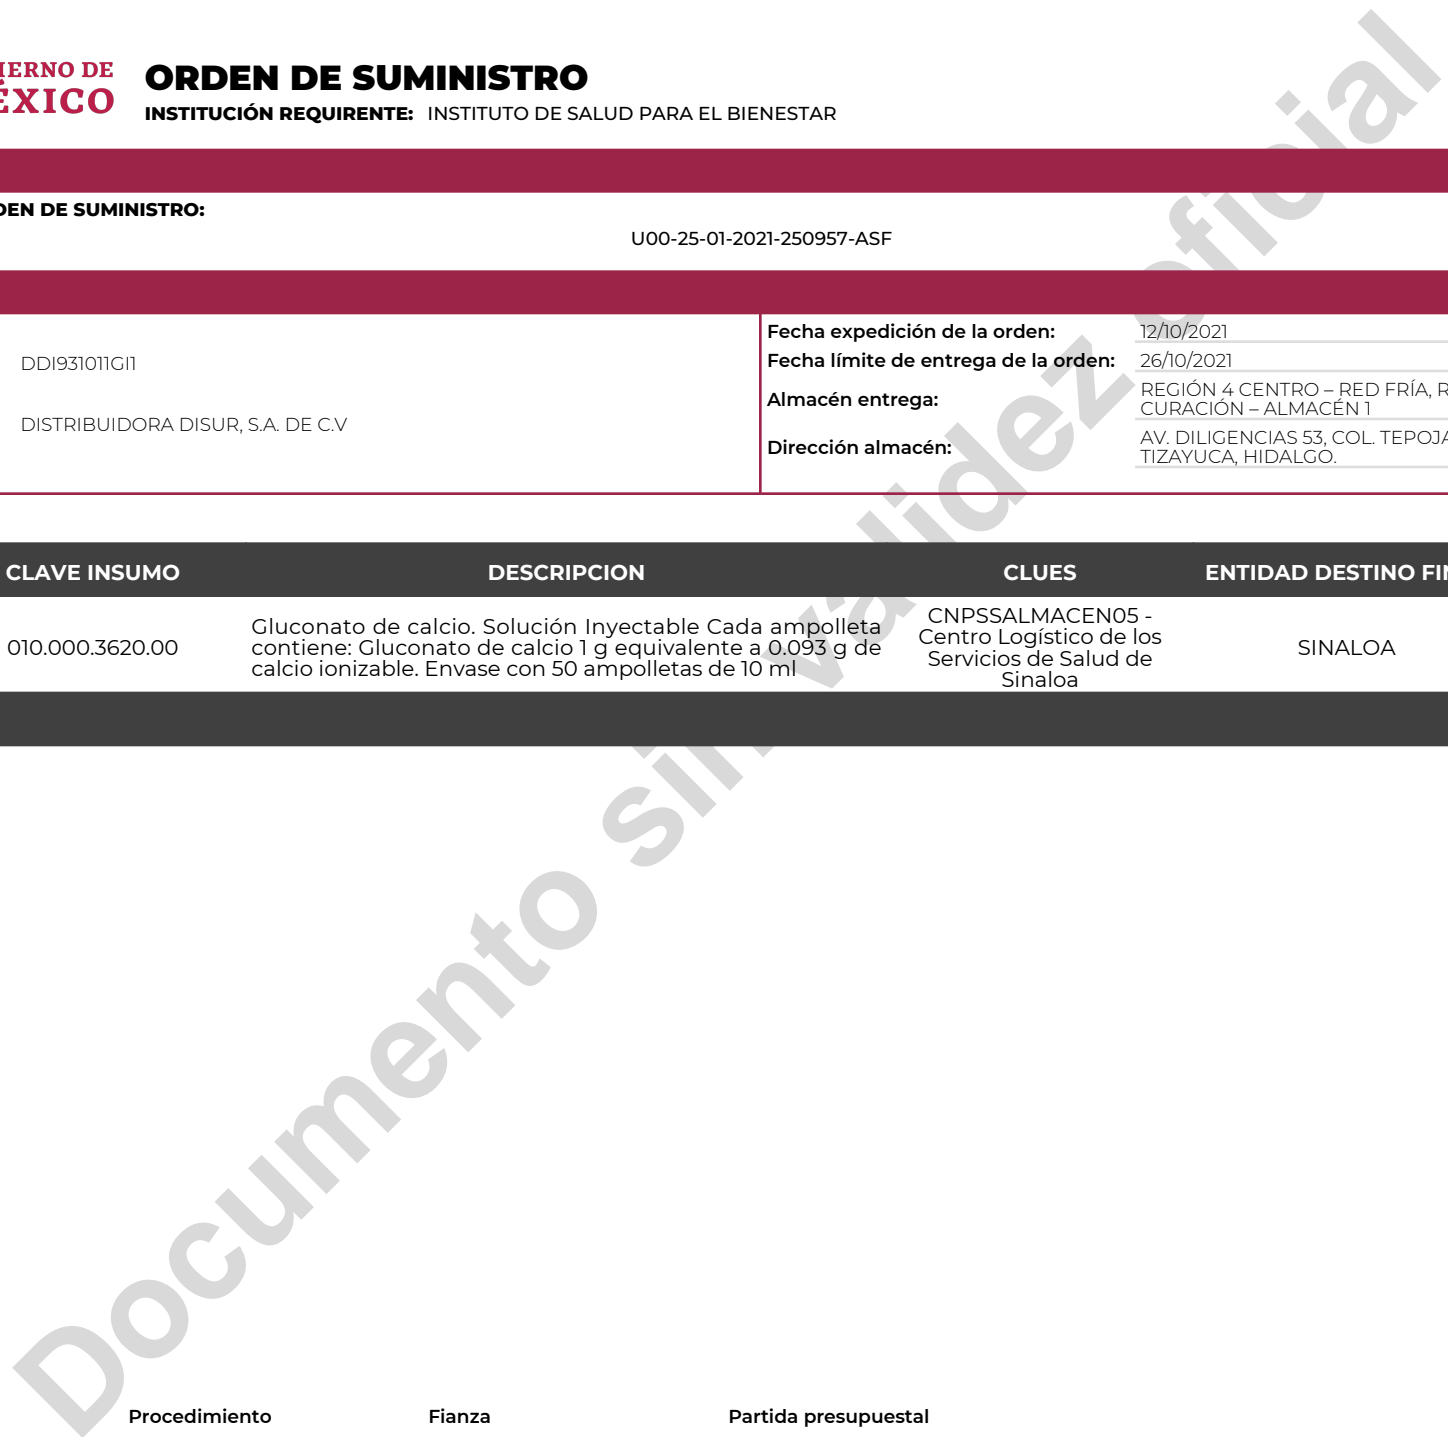 IERNO DE
ÉXICO
ORDEN DE SUMINISTRO
INSTITUCIÓN REQUIRENTE: INSTITUTO DE SALUD PARA EL BIENESTAR
DEN DE SUMINISTRO:
U00-25-01-2021-250957-ASF
DDI931011GI1
DISTRIBUIDORA DISUR, S.A. DE C.V
Fecha expedición de la orden: 12/10/2021
Fecha límite de entrega de la orden: 26/10/2021
Almacén entrega: REGIÓN 4 CENTRO – RED FRÍA, R
CURACIÓN – ALMACÉN 1
Dirección almacén: AV. DILIGENCIAS 53, COL. TEPOJA
TIZAYUCA, HIDALGO.
CLAVE INSUMO DESCRIPCION CLUES ENTIDAD DESTINO FIN
010.000.3620.00
Gluconato de calcio. Solución Inyectable Cada ampolleta
contiene: Gluconato de calcio 1 g equivalente a 0.093 g de
calcio ionizable. Envase con 50 ampolletas de 10 ml
CNPSSALMACEN05 -
Centro Logístico de los
Servicios de Salud de
Sinaloa
SINALOA
Documento sin validez oficial
Procedimiento Fianza Partida presupuestal